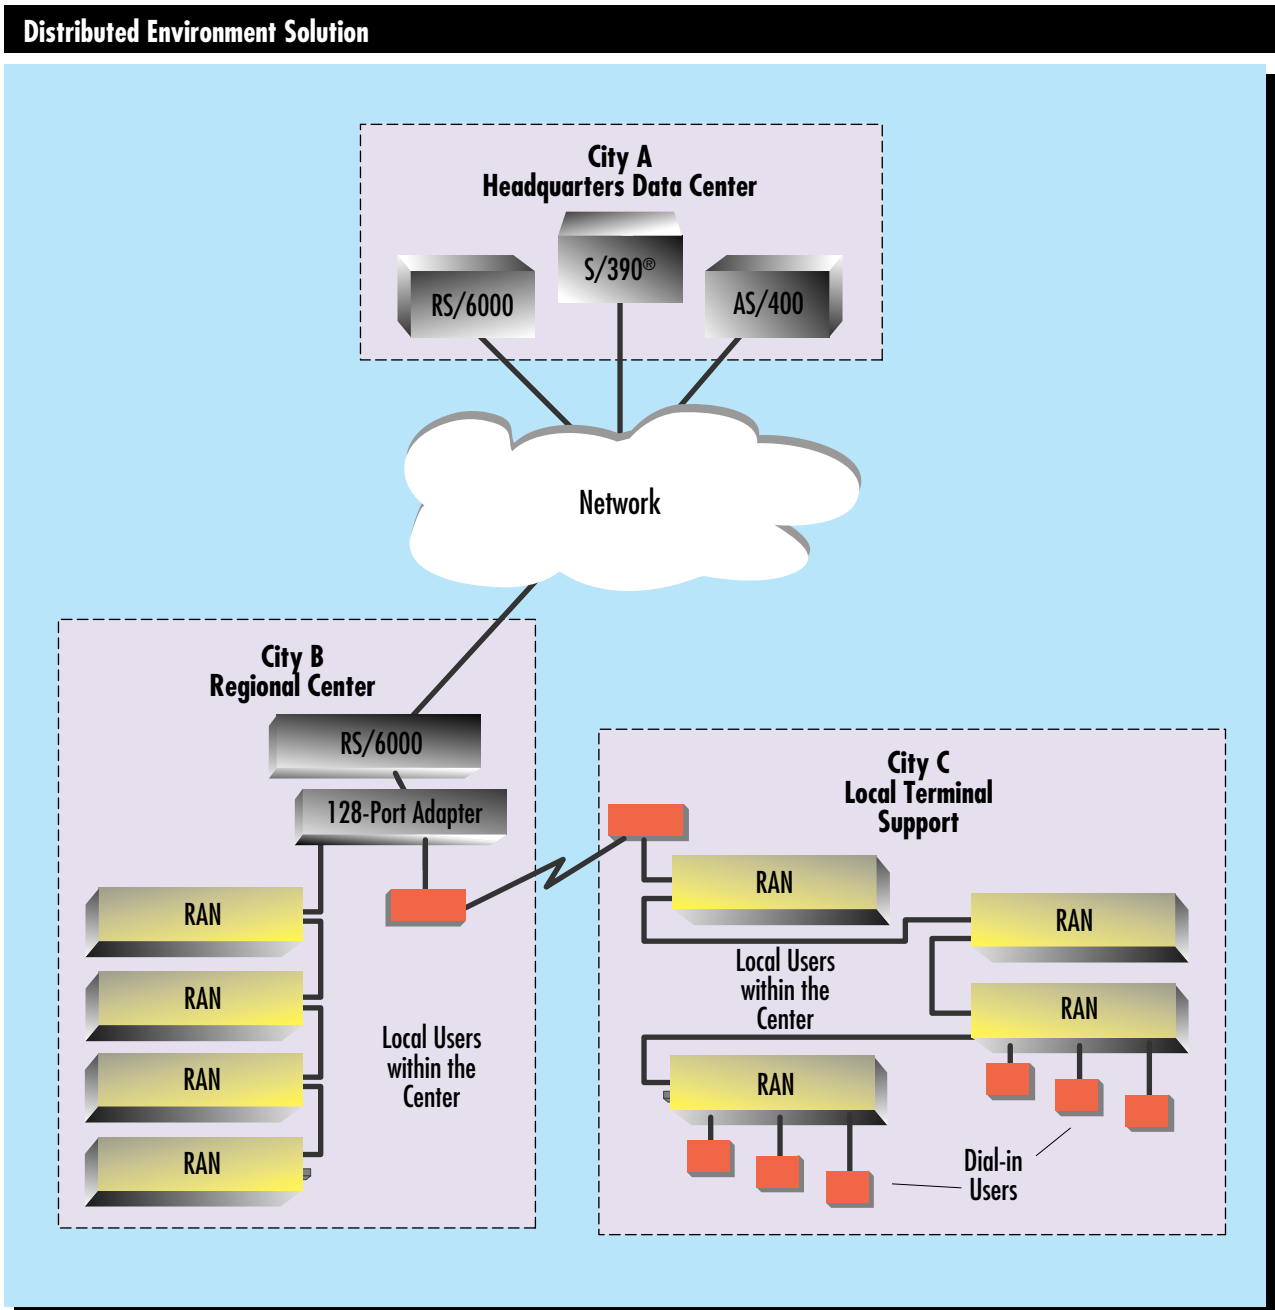 Distributed Environment Solution
City A
Headquarters Data Center
S/390®
RS/6000
AS/400
Network
City B
Regional Center
RS/6000
128-Port Adapter
RAN
RAN
RAN
RAN
Local Users
within the
Center
City C
Local Terminal
Support
RAN
RAN
Local Users
within the
Center
RAN
RAN
Dial-in
Users